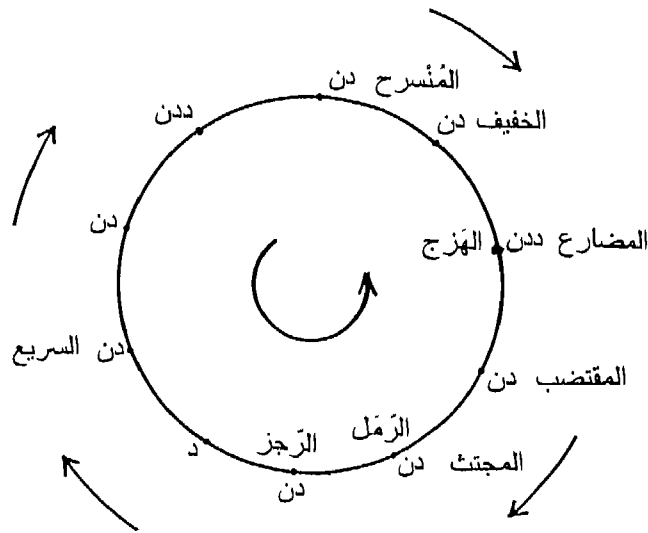 المُنْسرح دن
الخفيف دن
المضارع ددن
الهَزج
المقتضب دن
المجتث دن
الرّمَل
الرّجز
دن
د
دن السريع
دن
ددن